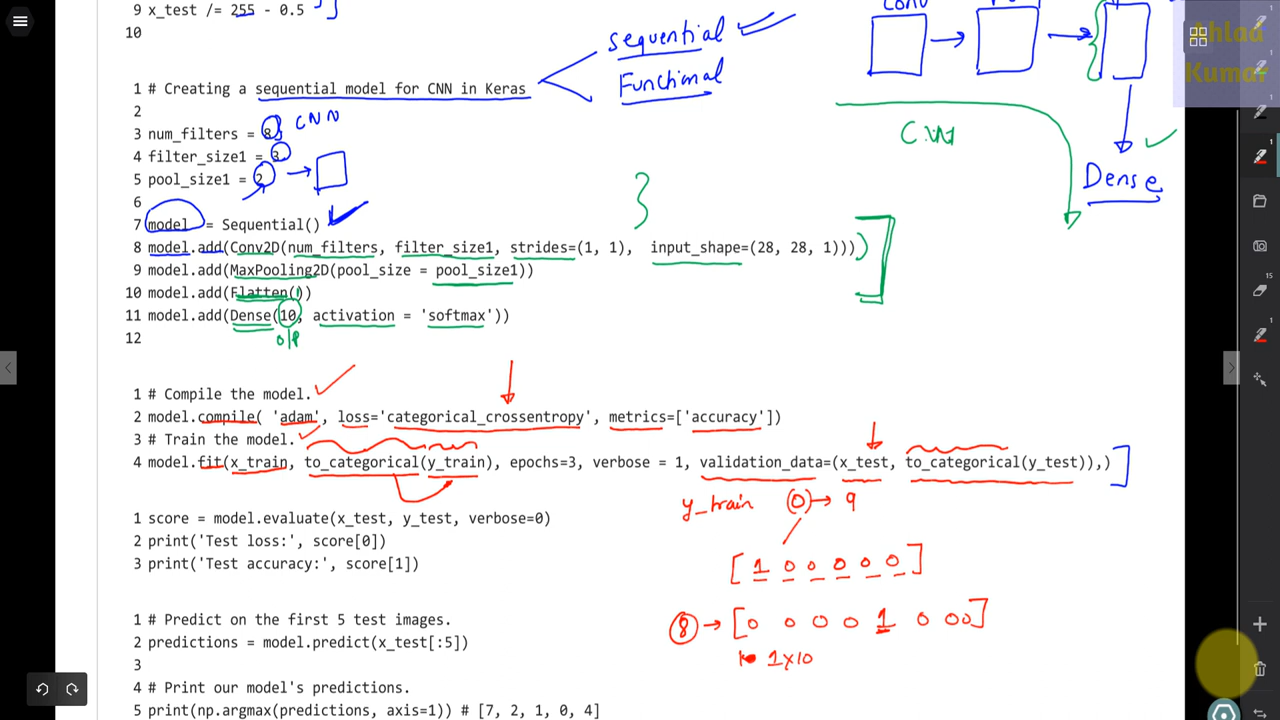 9 x_test /= 255 - 0.5
10
sequential
Functional
Conv
Ahlad
Kumar
1 # Creating a sequential model for CNN in Keras
2
3 num_filters = 8
CNN
4 filter_size1 = 3
5 pool_size1 = 2
6
7 model = Sequential()
8 model.add(Conv2D(num_filters, filter_size1, strides=(1, 1), input_shape=(28, 28, 1)))
9 model.add(MaxPooling2D(pool_size = pool_size1))
10 model.add(Flatten())
11 model.add(Dense(10, activation = 'softmax'))
12
O/P
Dense
1 # Compile the model.
2 model.compile( 'adam', loss='categorical_crossentropy', metrics=['accuracy'])
3 # Train the model.
4 model.fit(x_train, to_categorical(y_train), epochs=3, verbose = 1, validation_data=(x_test, to_categorical(y_test)),)
y_train 0 → 9
1 score = model.evaluate(x_test, y_test, verbose=0)
2 print('Test loss:', score[0])
3 print('Test accuracy:', score[1])
[1 0 0 0 0 0]
8 → [0 0 0 0 1 0 0 0]
1x10
1 # Predict on the first 5 test images.
2 predictions = model.predict(x_test[:5])
3
4 # Print our model's predictions.
5 print(np.argmax(predictions, axis=1)) # [7, 2, 1, 0, 4]